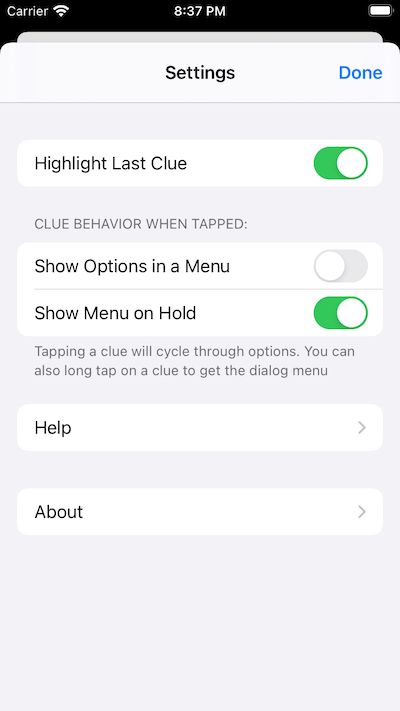 Carrier 8:37 PM
Settings Done
Highlight Last Clue
CLUE BEHAVIOR WHEN TAPPED:
Show Options in a Menu
Show Menu on Hold
Tapping a clue will cycle through options. You can
also long tap on a clue to get the dialog menu
Help
About